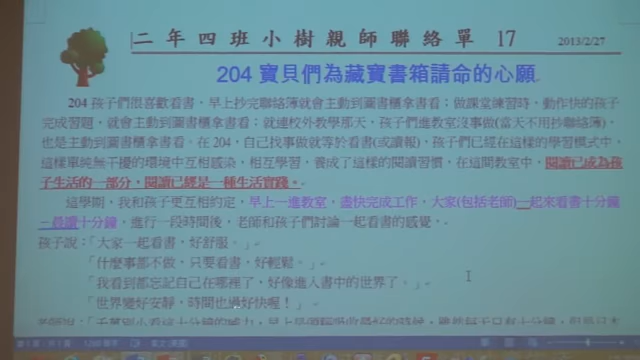 二年四班小樹親師聯絡單 17 2013/2/27
204 寶貝們為藏寶書箱請命的心願
204 孩子們很喜歡看書，早上抄完聯絡簿就會主動到圖書櫃拿書看；做課堂練習時，動作快的孩子
完成習題，就會主動到圖書櫃拿書看；就連校外教學那天，孩子們進教室沒事做(當天不用抄聯絡簿)，
也是主動到圖書櫃拿書看。在 204，自己找事做就等於看書(或讀報)，孩子們已經在這樣的學習模式中，
這樣單純無干擾的環境中互相感染、相互學習，養成了這樣的閱讀習慣，在這間教室中，閱讀已成為孩
子生活的一部分，閱讀已經是一種生活實踐。
這學期，我和孩子更互相約定，早上一進教室，盡快完成工作，大家(包括老師)一起來看書十分鐘
一晨讀十分鐘，進行一段時間後，老師和孩子們討論一起看書的感覺。
孩子說：「大家一起看書，好舒服。」
「什麼事都不做，只要看書，好輕鬆。」
「我看到都忘記自己在哪裡了，好像進入書中的世界了。」
「世界變好安靜，時間也過好快喔！」